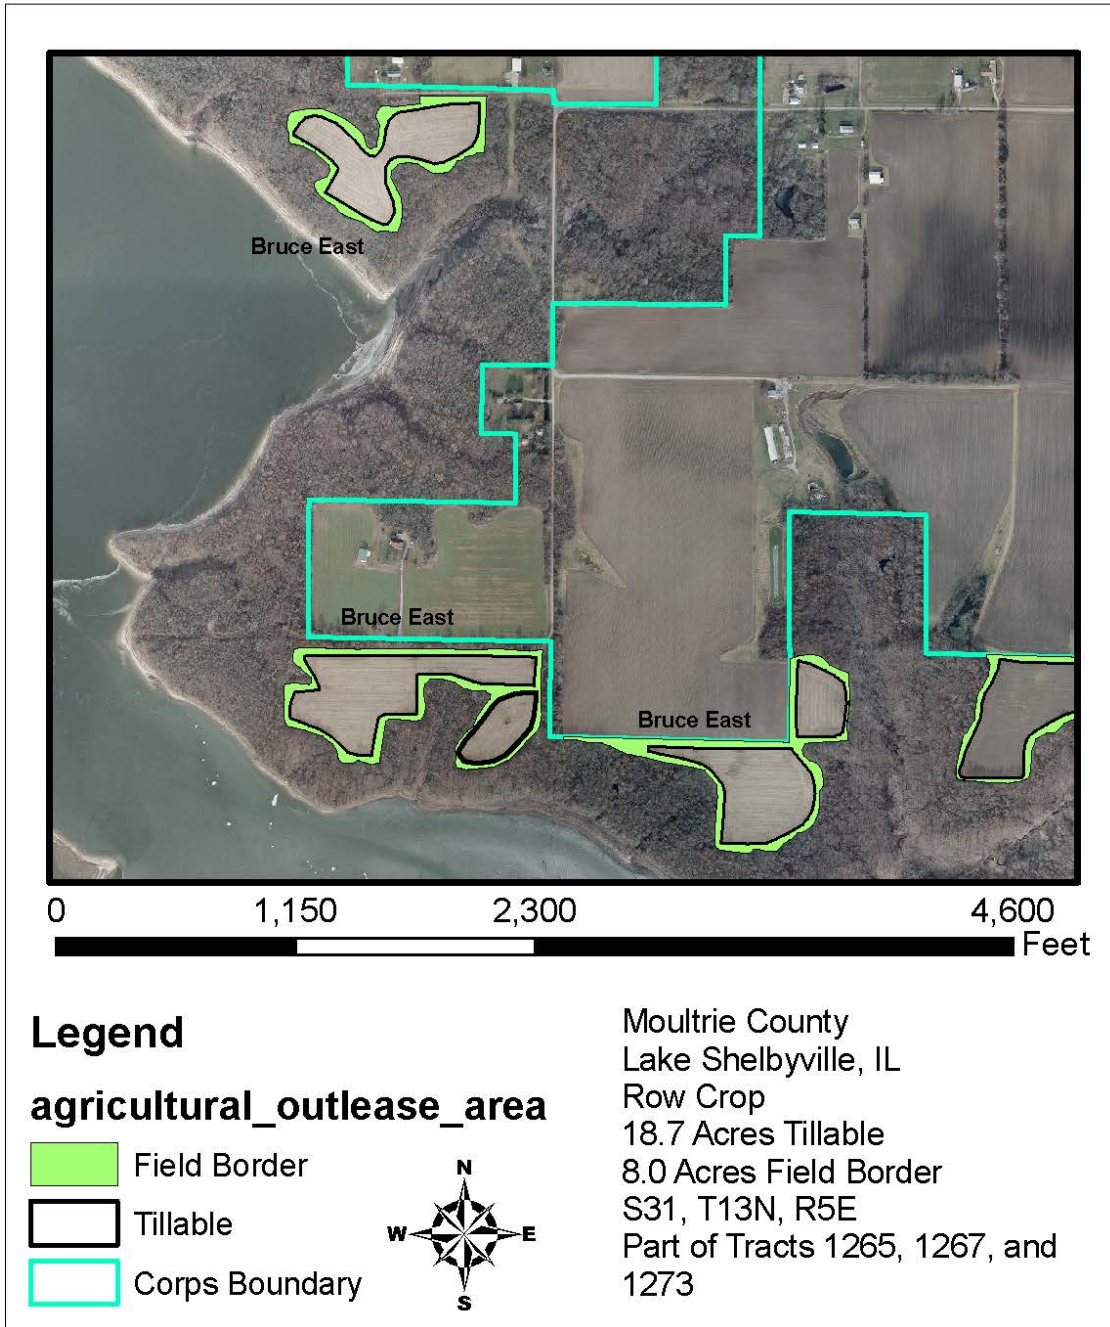 Bruce East
Bruce East
Bruce East
0 1,150 2,300 4,600
Feet
Legend
agricultural_outlease_area
Field Border
Tillable
Corps Boundary
N
W E
S
Moultrie County
Lake Shelbyville, IL
Row Crop
18.7 Acres Tillable
8.0 Acres Field Border
S31, T13N, R5E
Part of Tracts 1265, 1267, and
1273